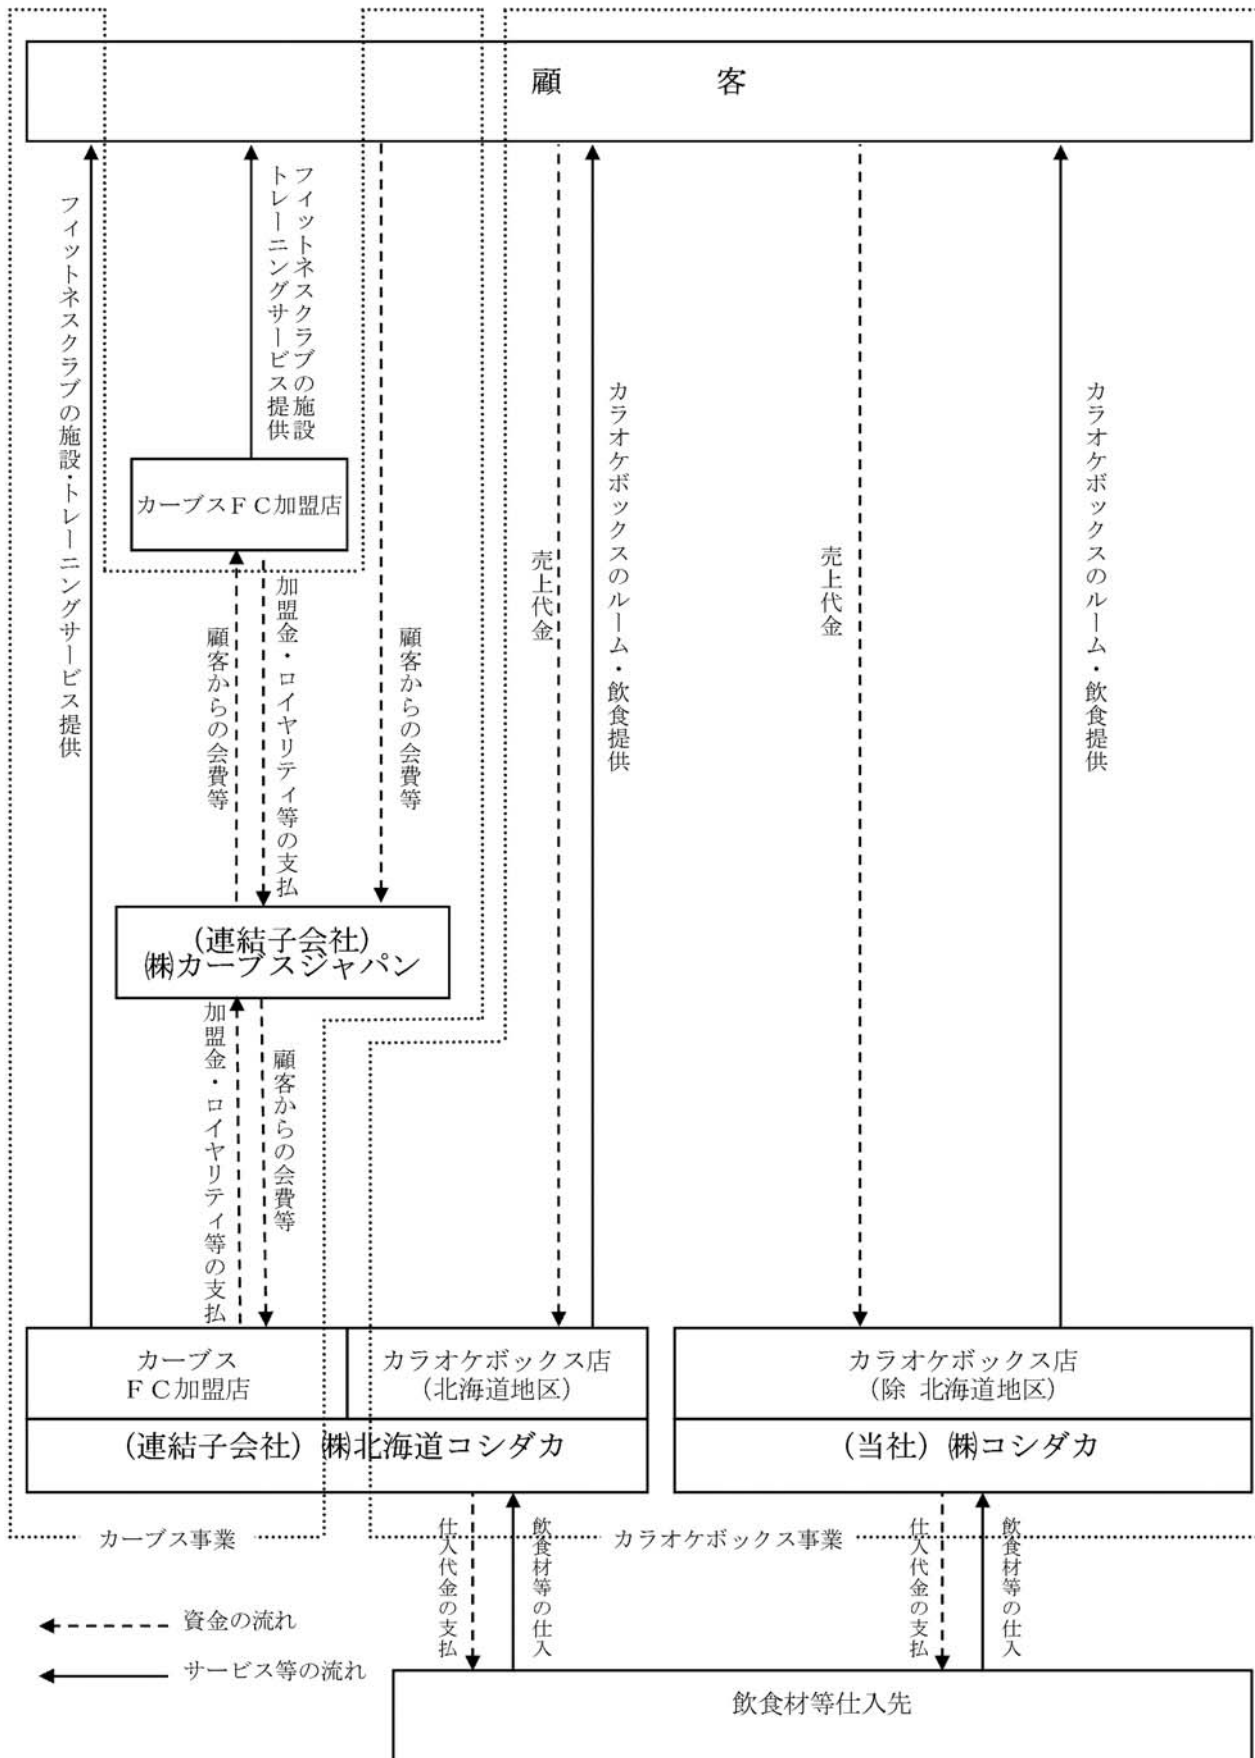 顧　客
フィットネスクラブの施設・トレーニングサービス提供
フィットネスクラブの施設
トレーニングサービス提供
カーブスＦＣ加盟店
顧客からの会費等
加盟金・ロイヤリティ等の支払
顧客からの会費等
売上代金
カラオケボックスのルーム・飲食提供
売上代金
カラオケボックスのルーム・飲食提供
（連結子会社）
㈱カーブスジャパン
加盟金・ロイヤリティ等の支払
顧客からの会費等
カーブス
ＦＣ加盟店
カラオケボックス店
（北海道地区）
（連結子会社）㈱北海道コシダカ
カラオケボックス店
（除 北海道地区）
（当社）㈱コシダカ
カーブス事業
仕入代金の支払
飲食材等の仕入
カラオケボックス事業
仕入代金の支払
飲食材等の仕入
資金の流れ
サービス等の流れ
飲食材等仕入先